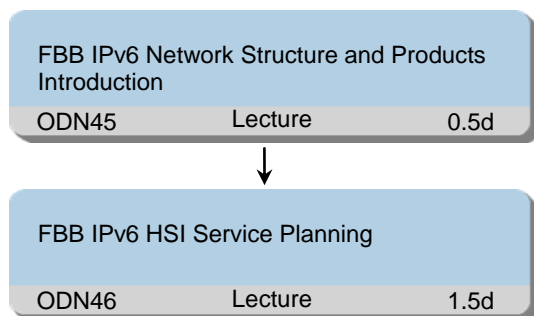 FBB IPv6 Network Structure and Products
Introduction
ODN45 Lecture 0.5d
FBB IPv6 HSI Service Planning
ODN46 Lecture 1.5d